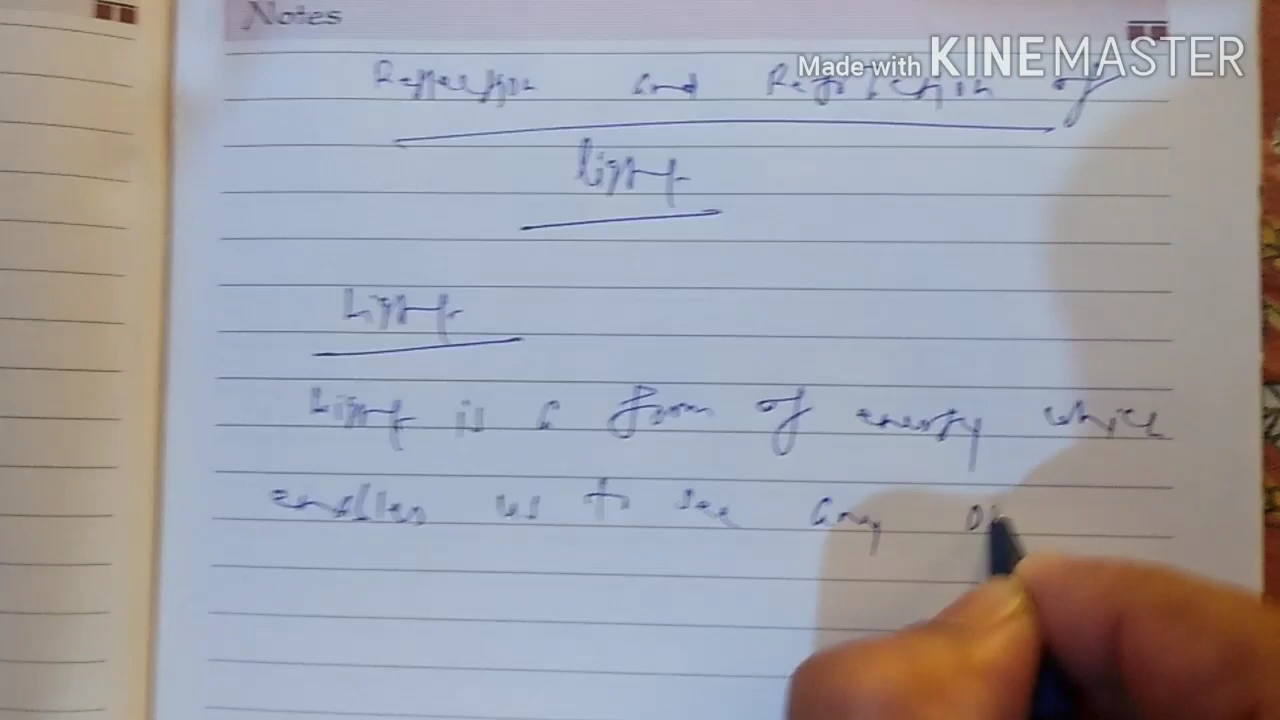 Notes
Made with KINEMASTER
Reflection and Refraction of
light
Light
Light is a form of energy which
enables us to see any